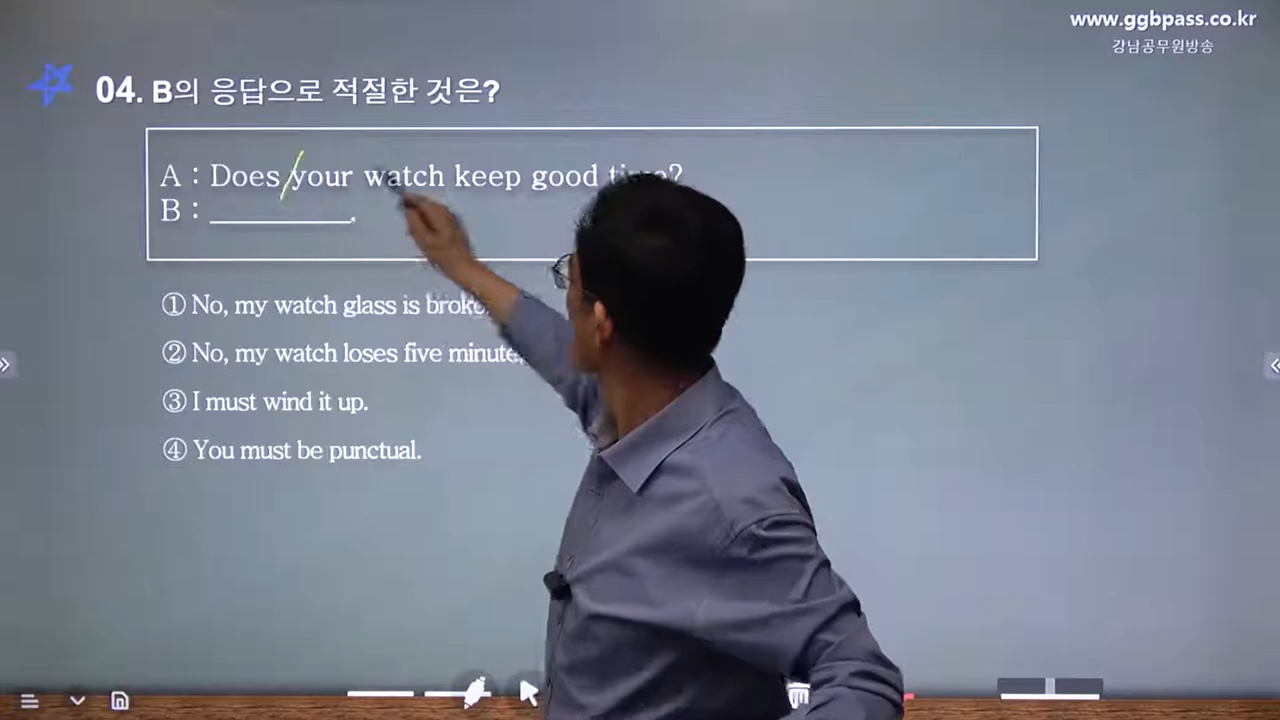 www.ggbpass.co.kr
강남공무원방송
04. B의 응답으로 적절한 것은?
A : Does your watch keep good time?
B : __________.
① No, my watch glass is
② No, my watch loses five
③ I must wind it up.
④ You must be punctual.